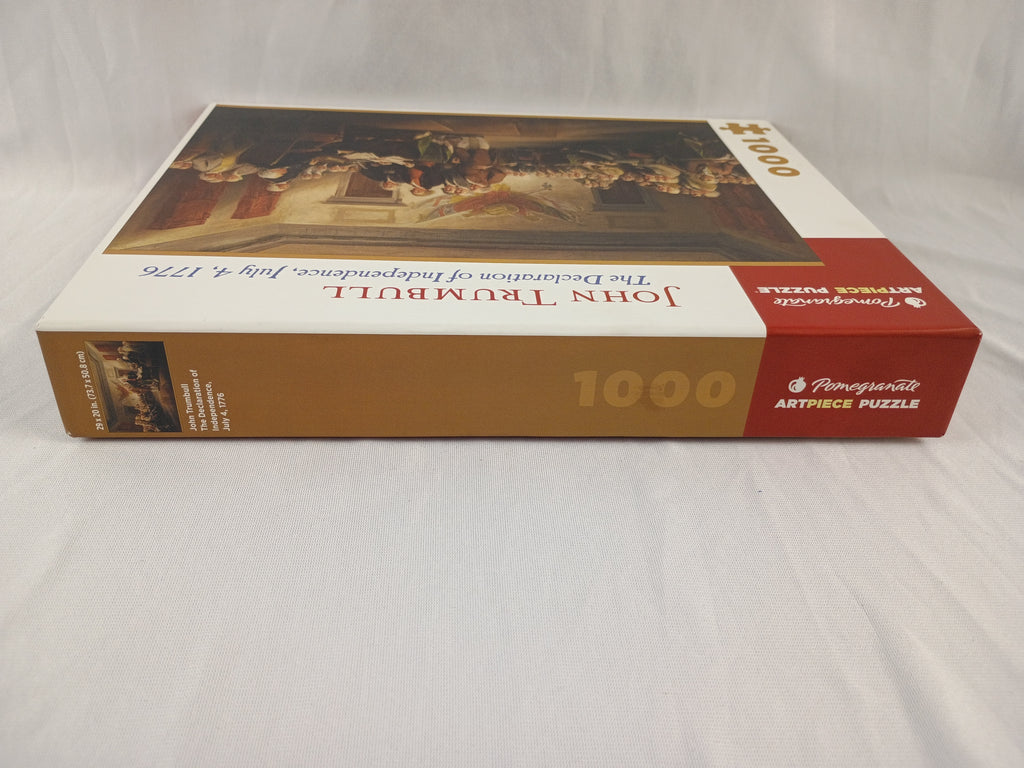 1000
Pomegranate
ARTPIECE PUZZLE
JOHN TRUMBULL
The Declaration of Independence, July 4, 1776
29 x 20 in. (73.7 x 50.8 cm)
John Trumbull
The Declaration of
Independence,
July 4, 1776
1000
Pomegranate
ARTPIECE PUZZLE